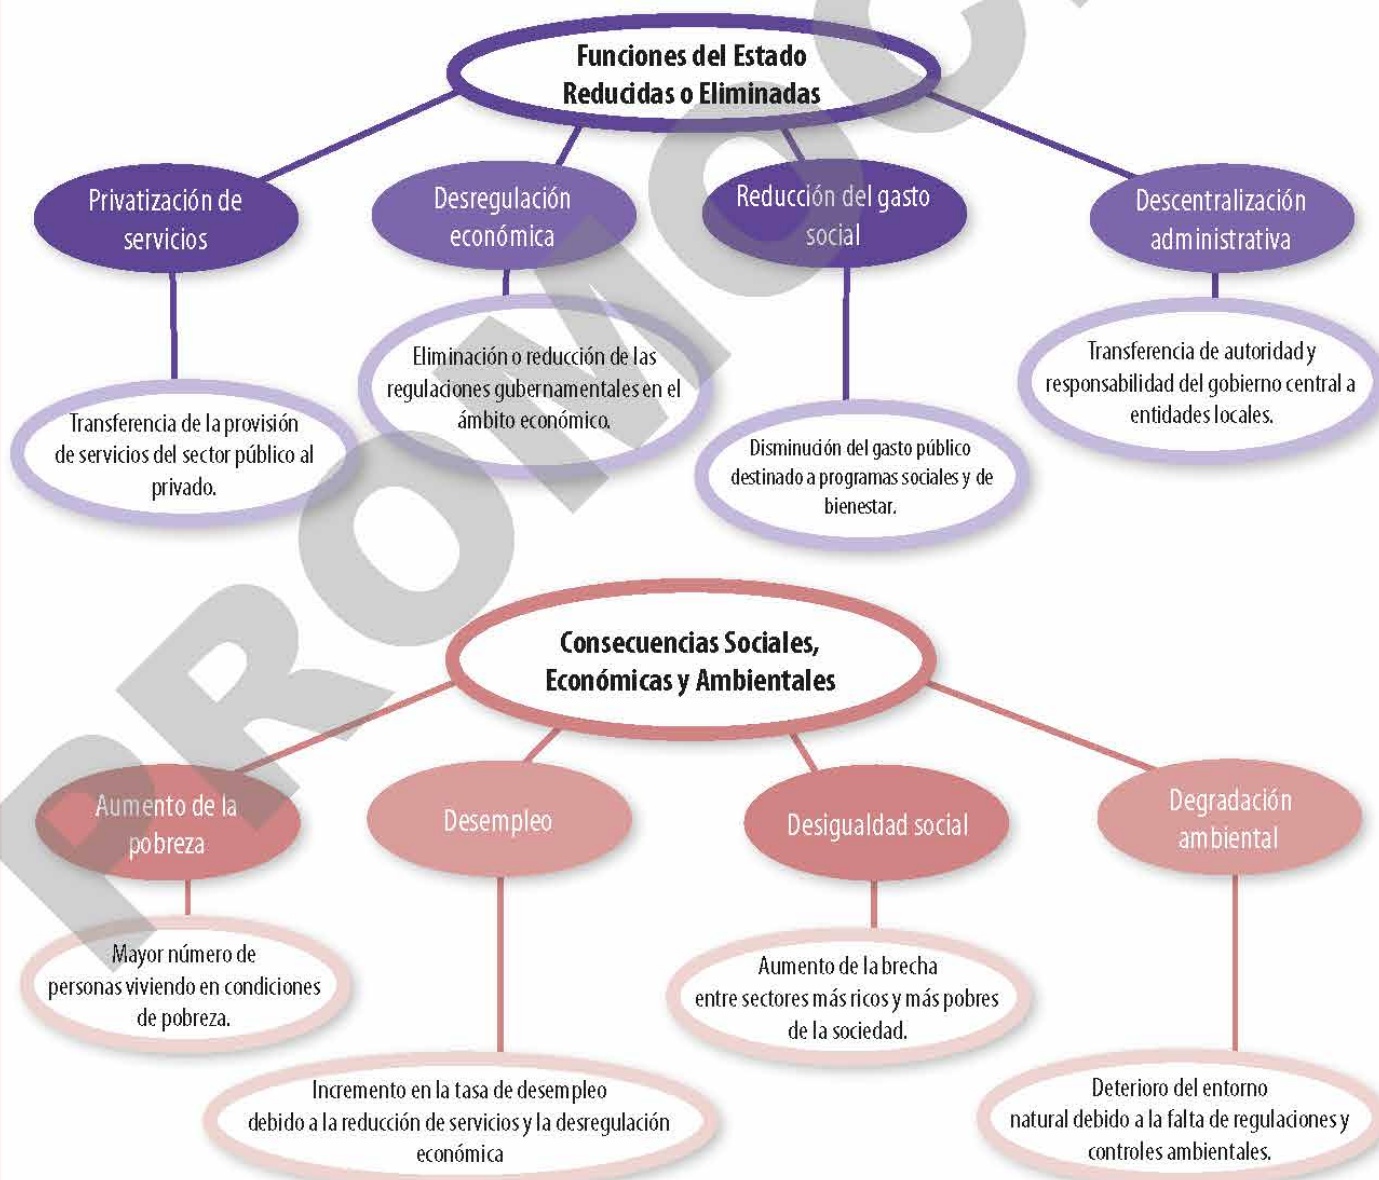 Funciones del Estado
Reducidas o Eliminadas
Privatización de
servicios
Desregulación
económica
Reducción del gasto
social
Descentralización
administrativa
Transferencia de la provisión
de servicios del sector público al
privado.
Eliminación o reducción de las
regulaciones gubernamentales en el
ámbito económico.
Disminución del gasto público
destinado a programas sociales y de
bienestar.
Transferencia de autoridad y
responsabilidad del gobierno central a
entidades locales.
Consecuencias Sociales,
Económicas y Ambientales
Aumento de la
pobreza
Desempleo
Desigualdad social
Degradación
ambiental
Mayor número de
personas viviendo en condiciones
de pobreza.
Incremento en la tasa de desempleo
debido a la reducción de servicios y la desregulación
económica
Aumento de la brecha
entre sectores más ricos y más pobres
de la sociedad.
Deterioro del entorno
natural debido a la falta de regulaciones y
controles ambientales.
PROMOC